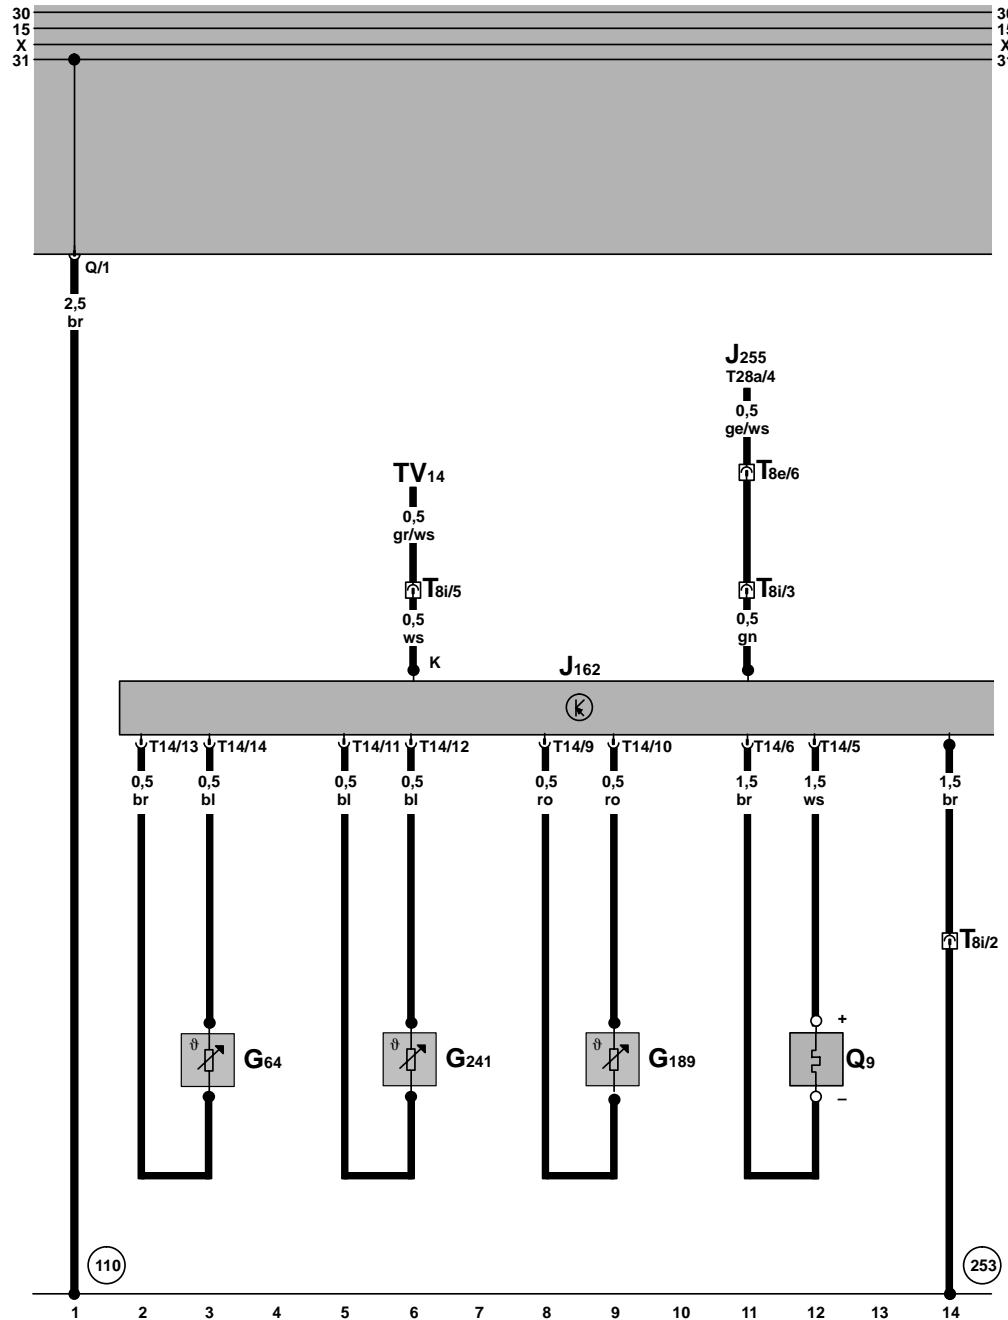 30 30
15 15
X X
31 31
Q/1
2,5
br
J255
T28a/4
0,5
ge/ws
TV14
T8e/6
0,5
gr/ws
T8i/5
T8i/3
0,5
ws
0,5
gn
K
J162
T14/13
T14/14
T14/11
T14/12
T14/9
T14/10
T14/6
T14/5
0,5 0,5 0,5 0,5 0,5 0,5 1,5 1,5 1,5
br bl bl bl ro ro br ws br
T8i/2
+
ϑ G64
ϑ G241
ϑ G189
Q9
–
110
253
1 2 3 4 5 6 7 8 9 10 11 12 13 14